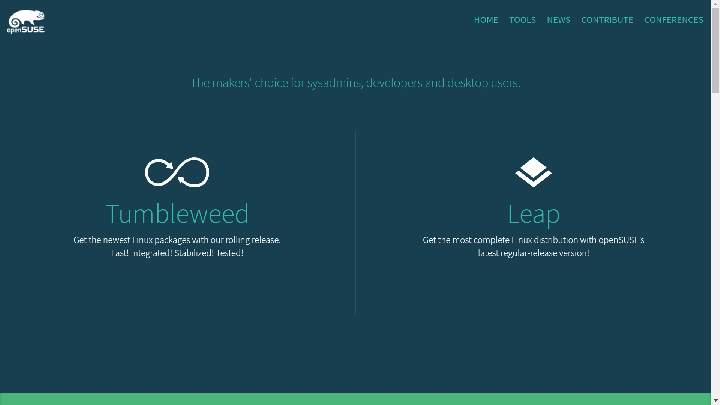 openSUSE
HOME TOOLS NEWS CONTRIBUTE CONFERENCES
The makers' choice for sysadmins, developers and desktop users.
Tumbleweed
Get the newest Linux packages with our rolling release.
Fast! Integrated! Stabilized! Tested!
Leap
Get the most complete Linux distribution with openSUSE's
latest regular-release version!